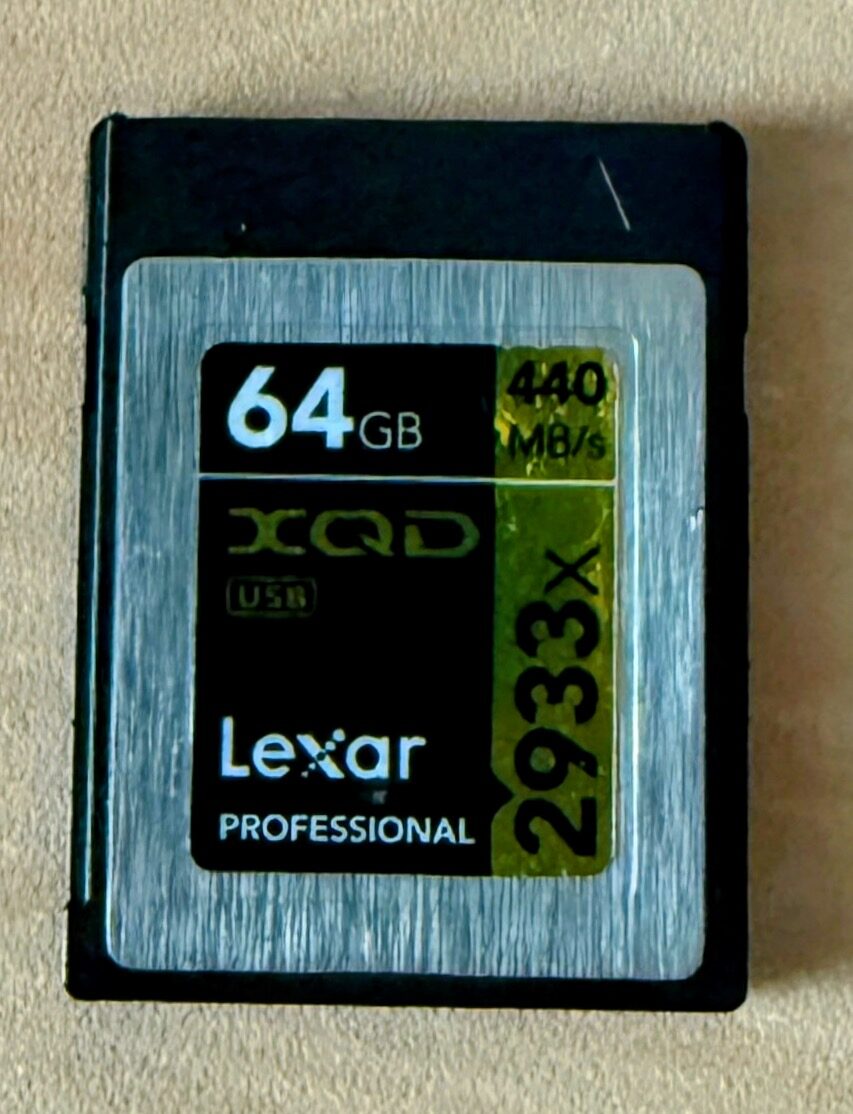 64GB
440
MB/s
XQD
USB
2933x
Lexar
PROFESSIONAL